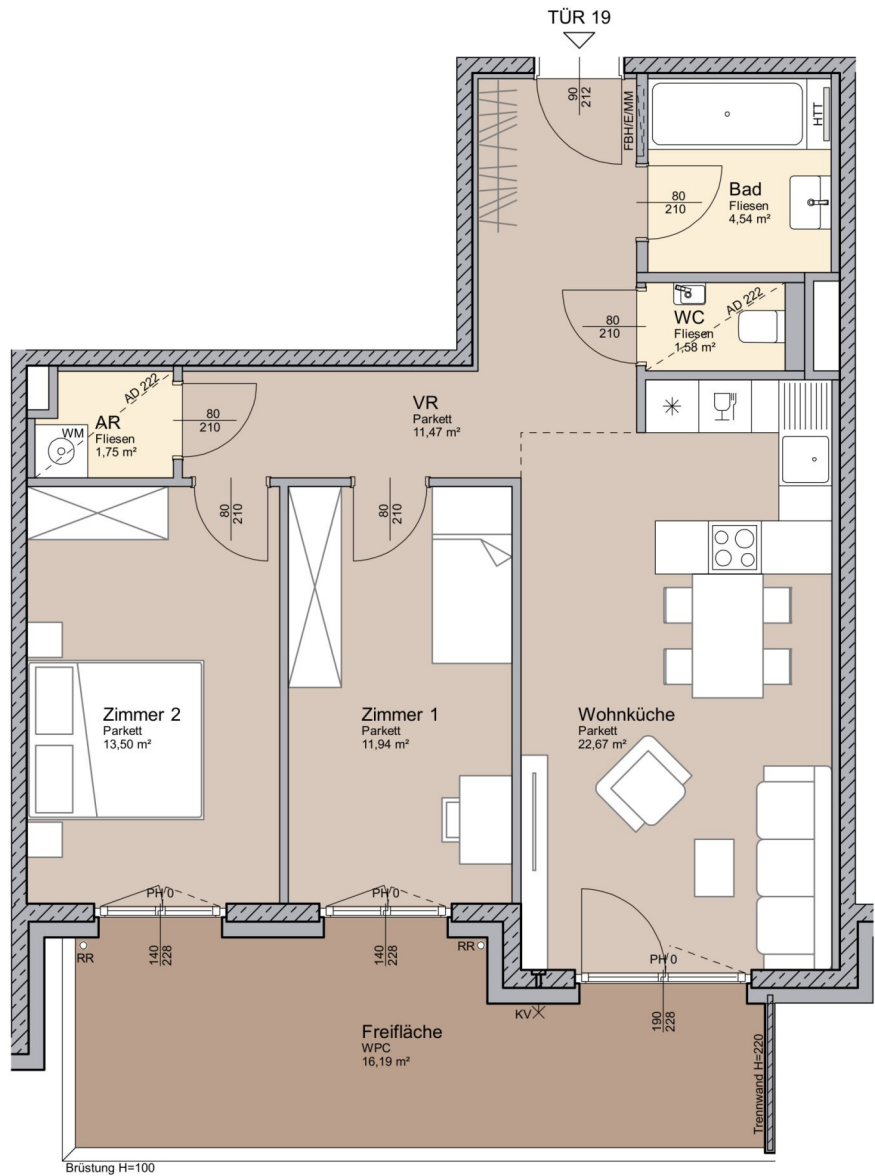 TÜR 19
90
212
FBH/E/MM
HTT
Bad
Fliesen
4,54 m²
80
210
AD 222
WC
Fliesen
1,58 m²
80
210
AD 222
AR
Fliesen
1,75 m²
WM
80
210
VR
Parkett
11,47 m²
80
210
80
210
Zimmer 2
Parkett
13,50 m²
Zimmer 1
Parkett
11,94 m²
Wohnküche
Parkett
22,67 m²
PH 0
140
228
RR
PH 0
140
228
RR
PH 0
190
228
KV
Freifläche
WPC
16,19 m²
Trennwand H=220
Brüstung H=100